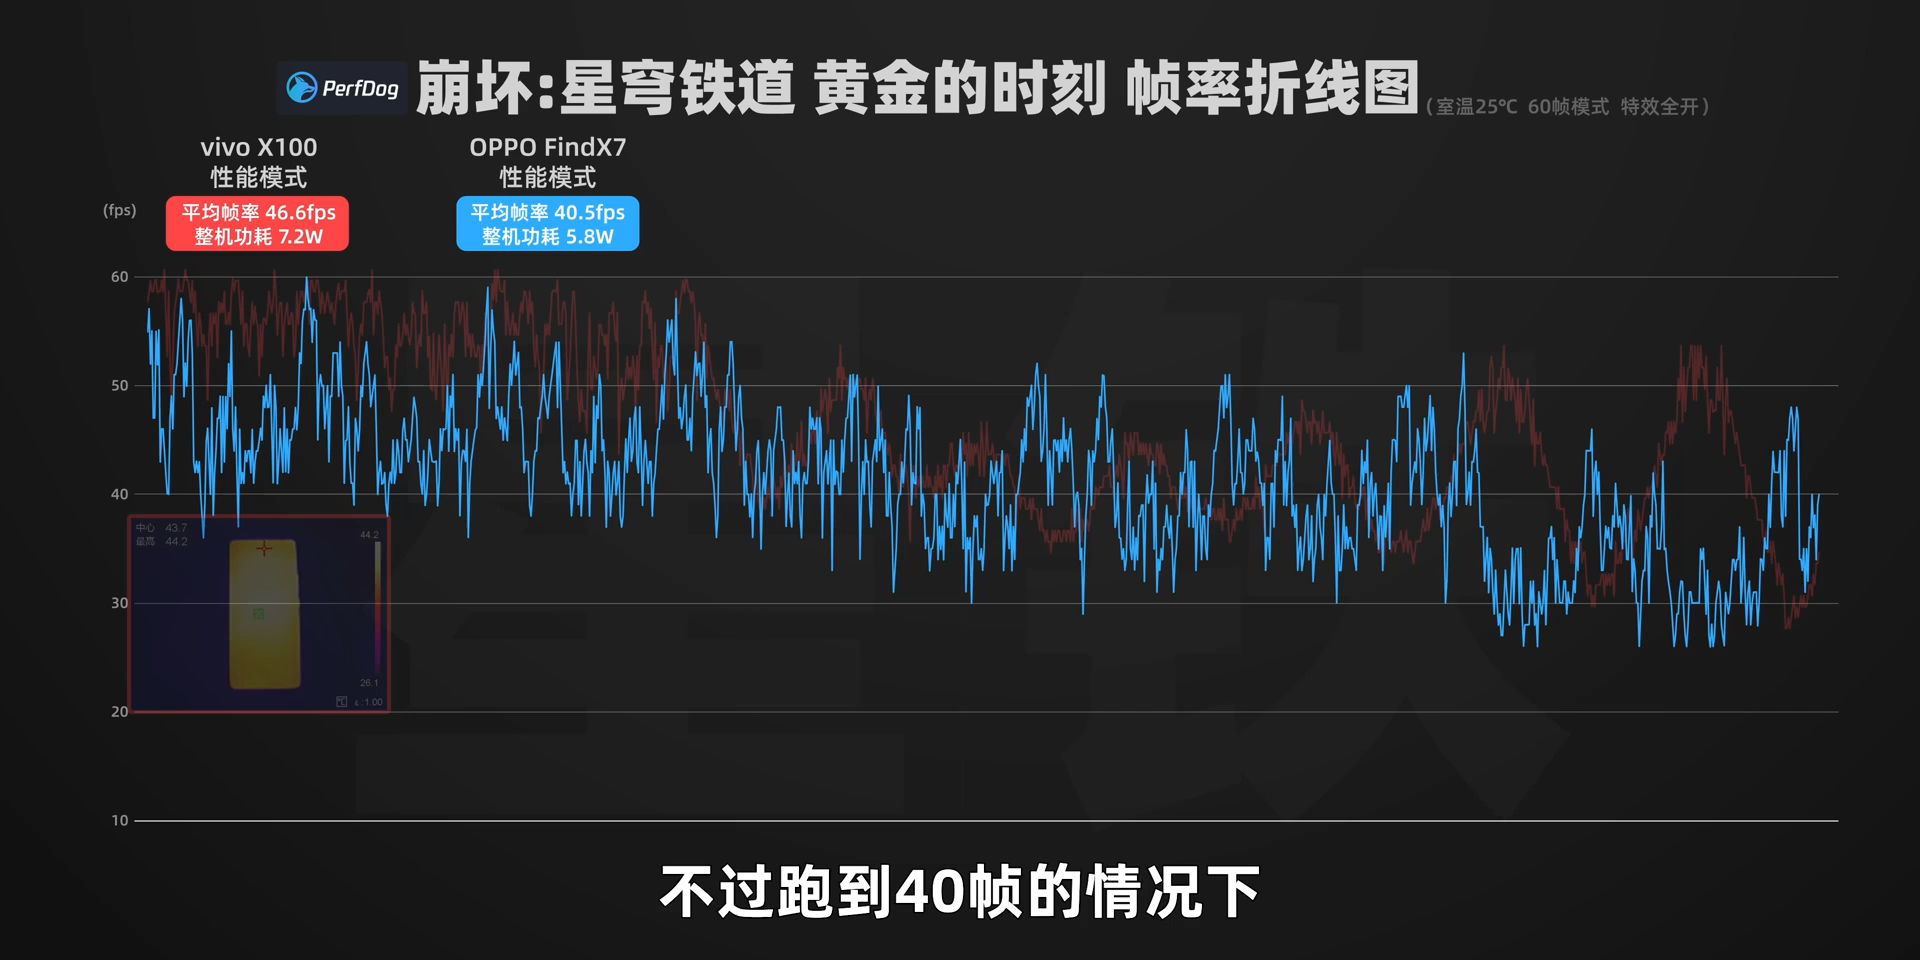 PerfDog 崩坏:星穹铁道 黄金的时刻 帧率折线图 (室温25℃ 60帧模式 特效全开)
vivo X100
性能模式
平均帧率 46.6fps
整机功耗 7.2W
OPPO FindX7
性能模式
平均帧率 40.5fps
整机功耗 5.8W
(fps)
60
50
40
30
20
10
中心 43.7
最高 44.2
44.2
26.1
℃ ε:1.00
星铁
不过跑到40帧的情况下